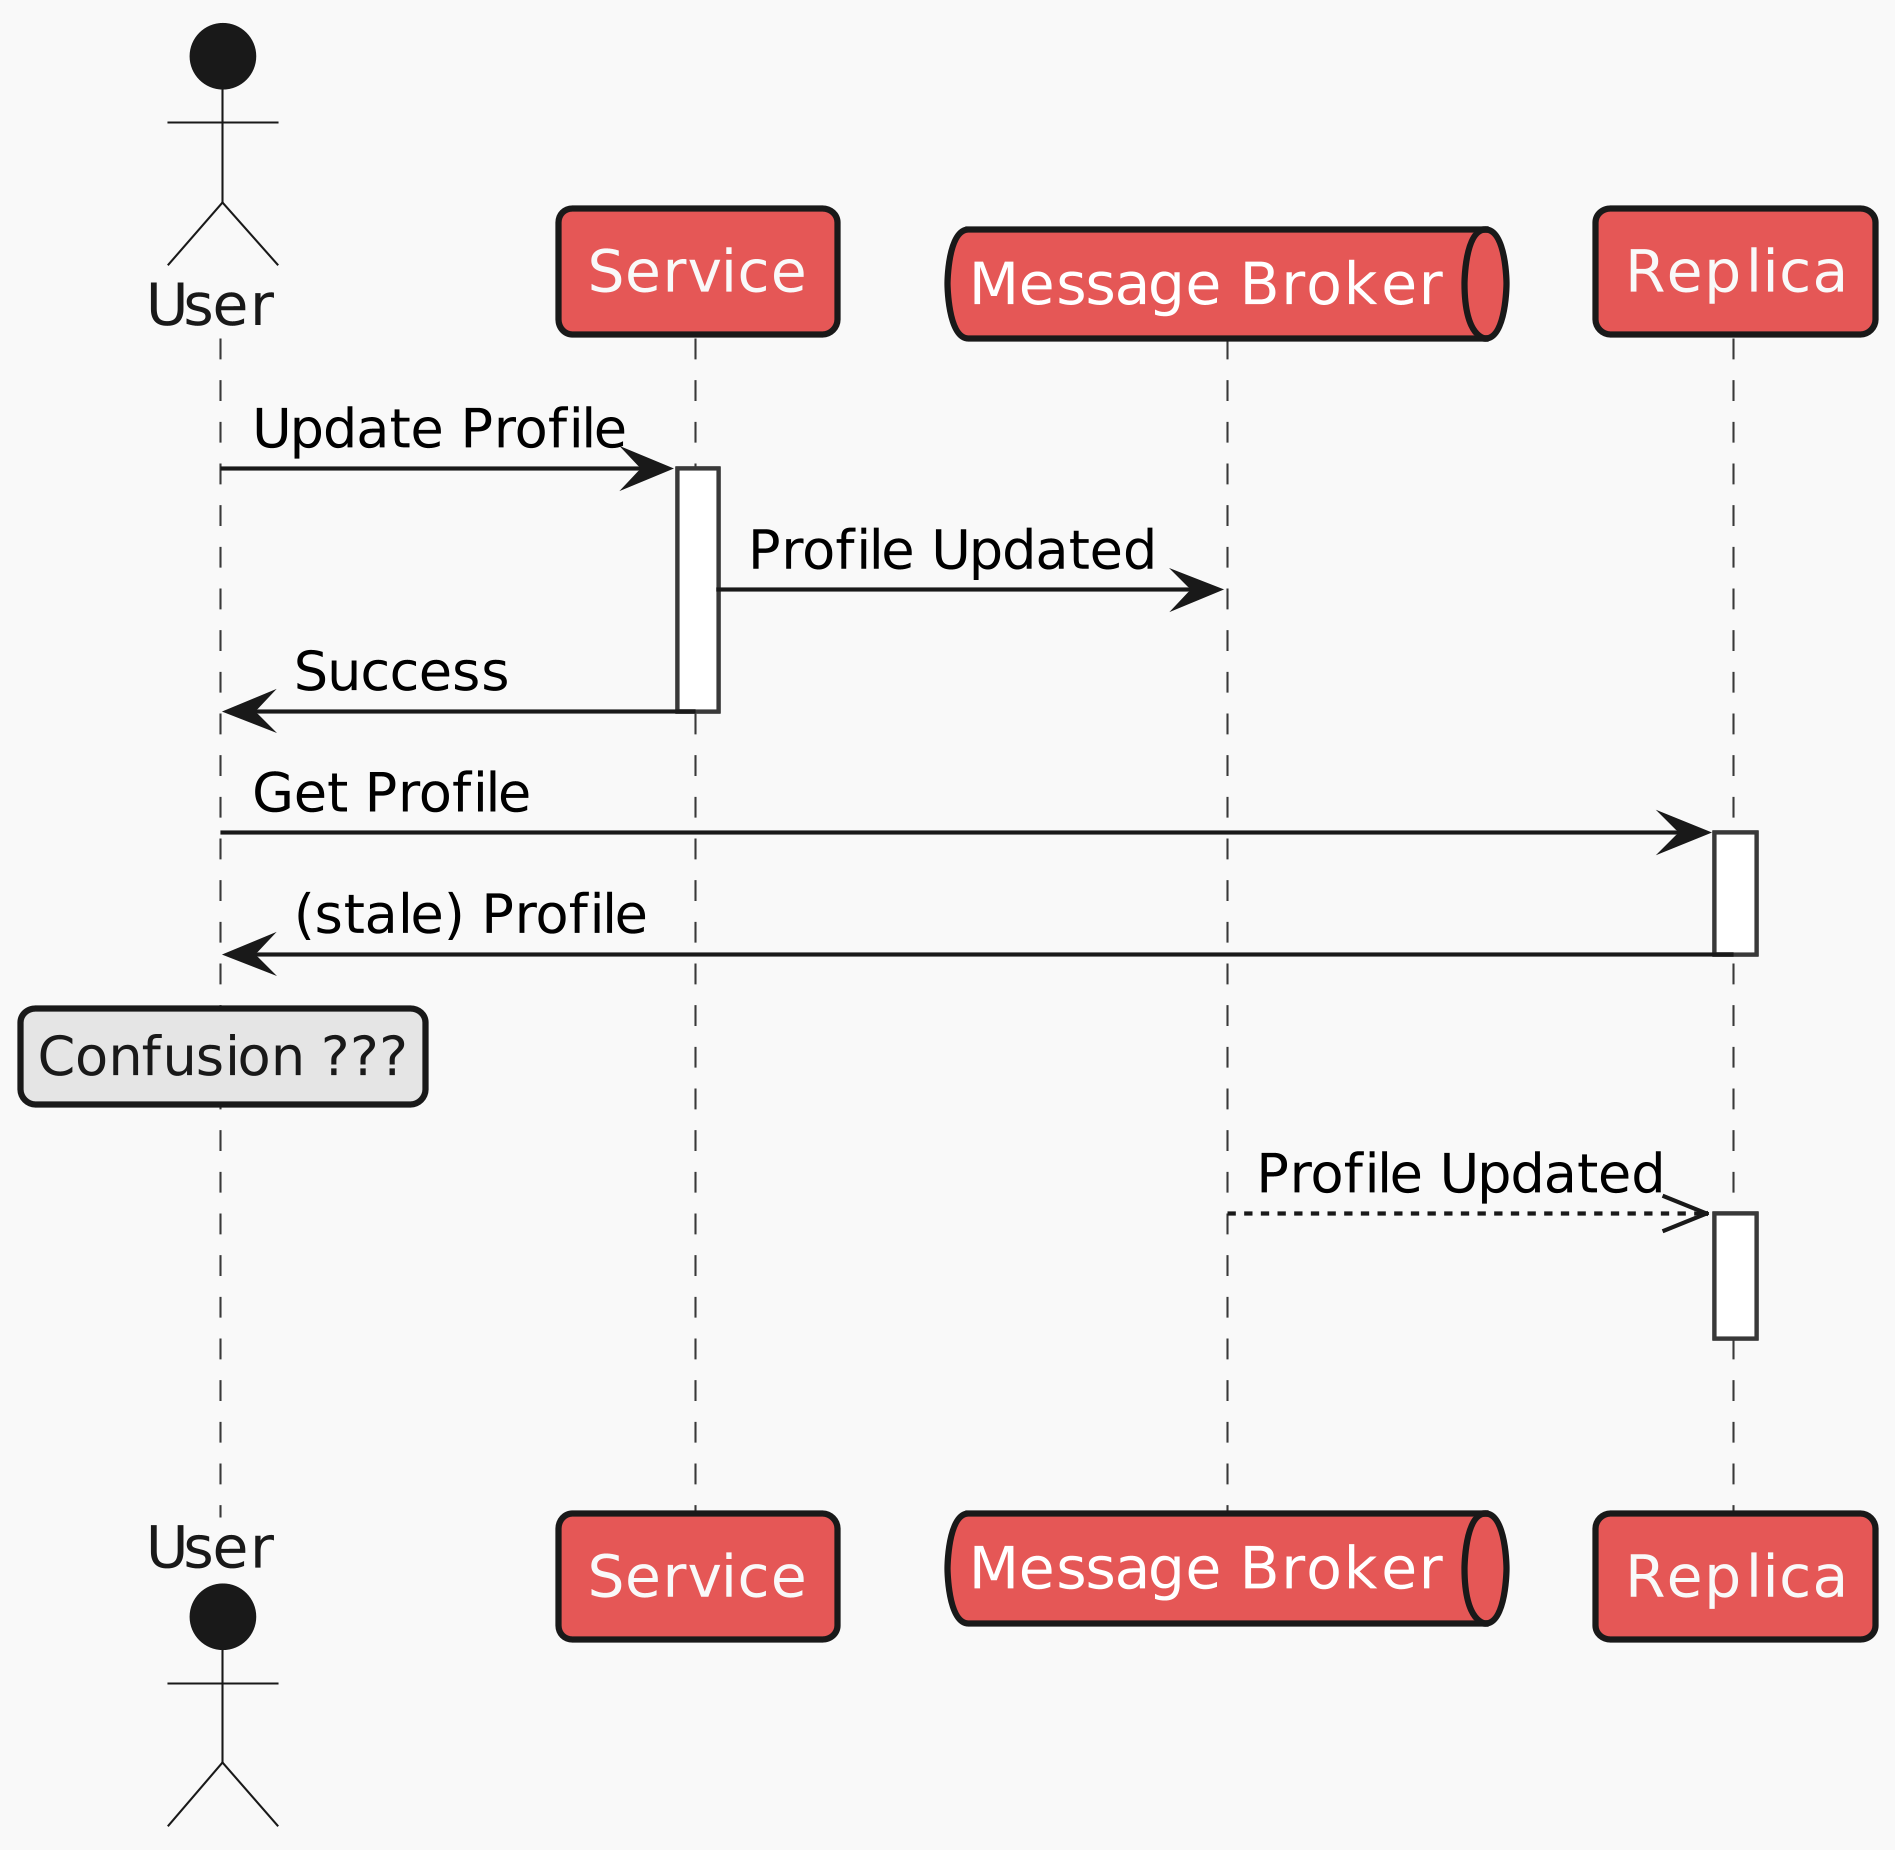 User
Service
Message Broker
Replica
Update Profile
Profile Updated
Success
Get Profile
(stale) Profile
Confusion ???
Profile Updated
User
Service
Message Broker
Replica